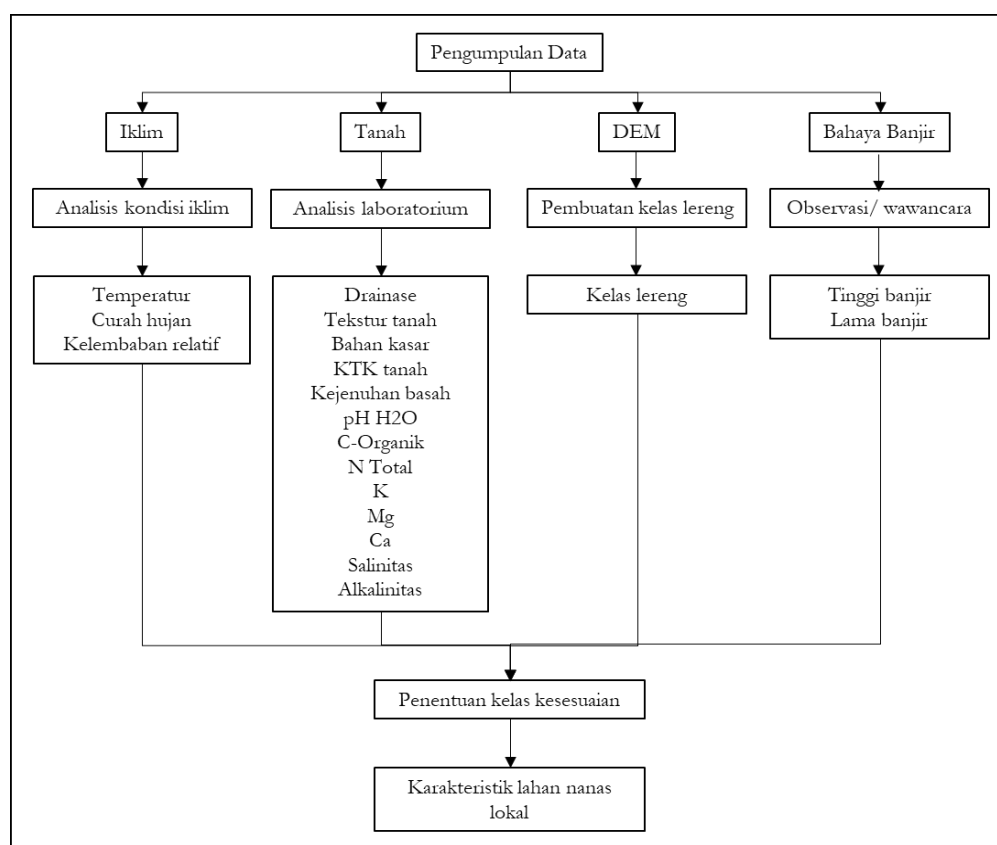 Pengumpulan Data
Iklim
Tanah
DEM
Bahaya Banjir
Analisis kondisi iklim
Analisis laboratorium
Pembuatan kelas lereng
Observasi/ wawancara
Temperatur
Curah hujan
Kelembaban relatif
Drainase
Tekstur tanah
Bahan kasar
KTK tanah
Kejenuhan basah
pH H2O
C-Organik
N Total
K
Mg
Ca
Salinitas
Alkalinitas
Kelas lereng
Tinggi banjir
Lama banjir
Penentuan kelas kesesuaian
Karakteristik lahan nanas
lokal